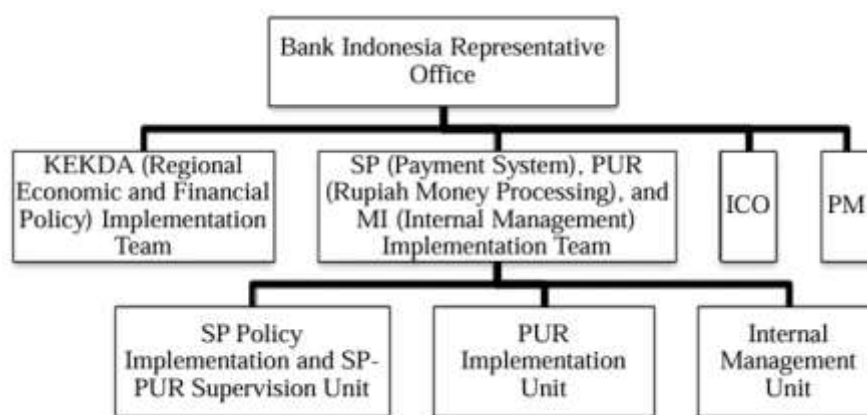 Bank Indonesia Representative
Office
KEKDA (Regional
Economic and Financial
Policy) Implementation
Team
SP (Payment System), PUR
(Rupiah Money Processing), and
MI (Internal Management)
Implementation Team
ICO
PM
SP Policy
Implementation and SP-
PUR Supervision Unit
PUR
Implementation
Unit
Internal
Management
Unit